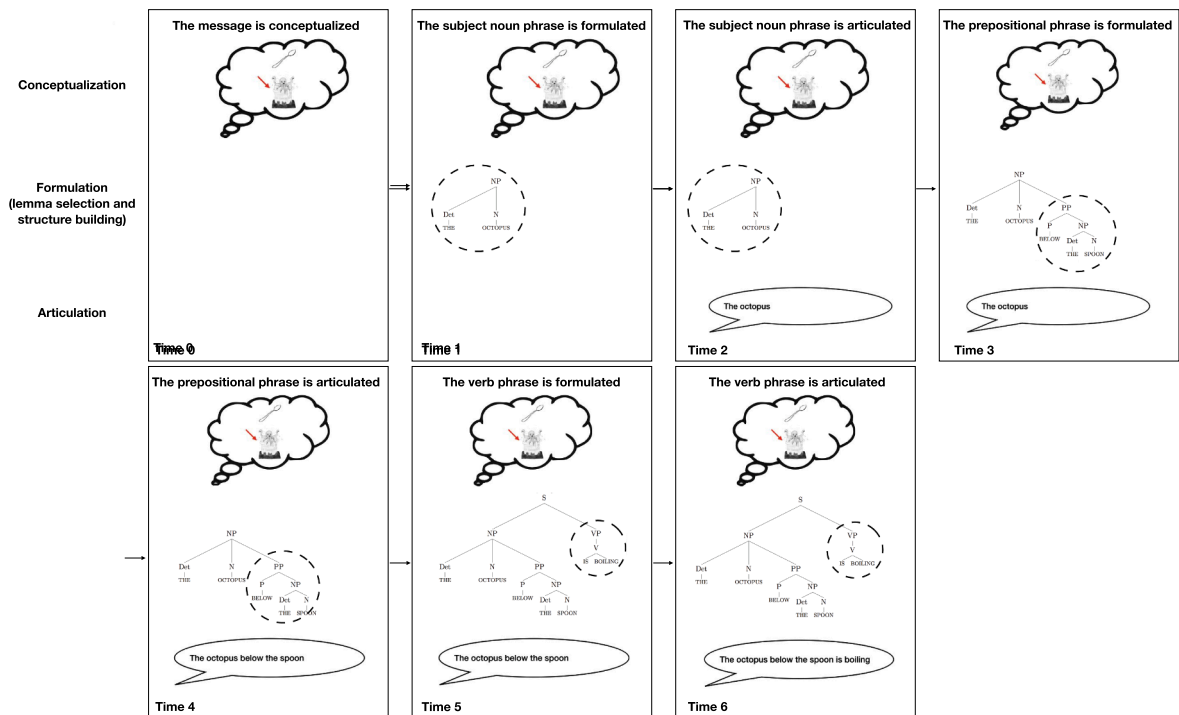 The message is conceptualized
The subject noun phrase is formulated
The subject noun phrase is articulated
The prepositional phrase is formulated
Conceptualization
Formulation
(lemma selection and
structure building)
Articulation
NP
Det
N
THE
OCTOPUS
NP
Det
N
THE
OCTOPUS
NP
Det
N
PP
THE
OCTOPUS
P
NP
BELOW
Det
N
THE
SPOON
The octopus
The octopus
Time 0
Time 1
Time 2
Time 3
The prepositional phrase is articulated
The verb phrase is formulated
The verb phrase is articulated
NP
Det
N
PP
THE
OCTOPUS
P
NP
BELOW
Det
N
THE
SPOON
S
NP
VP
V
IS BOILING
Det
N
PP
THE
OCTOPUS
P
NP
BELOW
Det
N
THE
SPOON
S
NP
VP
V
IS BOILING
Det
N
PP
THE
OCTOPUS
P
NP
BELOW
Det
N
THE
SPOON
The octopus below the spoon
The octopus below the spoon
The octopus below the spoon is boiling
Time 4
Time 5
Time 6